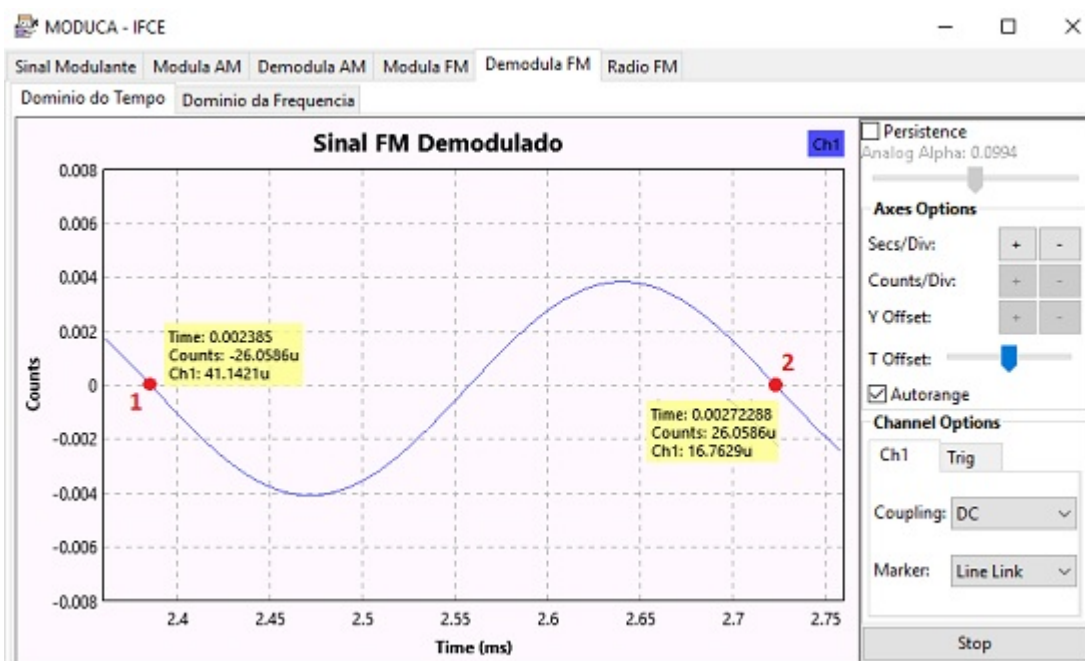 MODUCA - IFCE
Sinal Modulante Modula AM Demodula AM Modula FM Demodula FM Radio FM
Dominio do Tempo Dominio da Frequencia
Sinal FM Demodulado
Ch1
0.008
0.006
0.004
0.002
0
-0.002
-0.004
-0.006
-0.008
Counts
Time: 0.002385
Counts: -26.0586u
Ch1: 41.1421u
1
2
Time: 0.00272288
Counts: 26.0586u
Ch1: 16.7629u
2.4 2.45 2.5 2.55 2.6 2.65 2.7 2.75
Time (ms)
Persistence
Analog Alpha: 0.0994
Axes Options
Secs/Div: + -
Counts/Div: + -
Y Offset: + -
T Offset:
Autorange
Channel Options
Ch1 Trig
Coupling: DC
Marker: Line Link
Stop